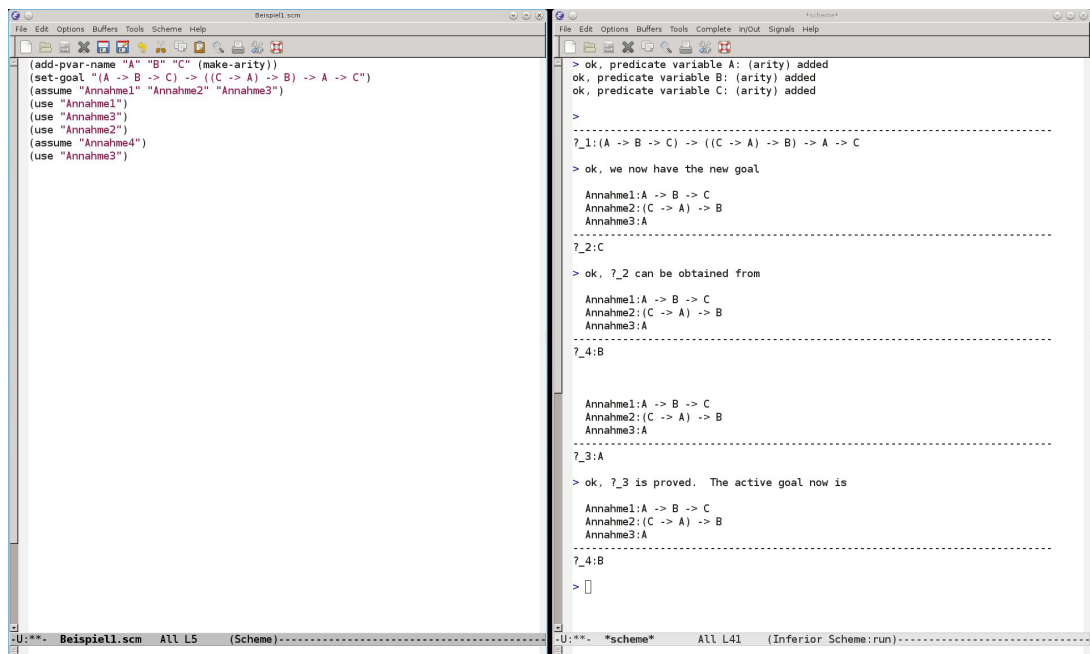 Beispiel1.scm
File Edit Options Buffers Tools Scheme Help
(add-pvar-name "A" "B" "C" (make-arity))
(set-goal "(A -> B -> C) -> ((C -> A) -> B) -> A -> C")
(assume "Annahme1" "Annahme2" "Annahme3")
(use "Annahme1")
(use "Annahme3")
(use "Annahme2")
(assume "Annahme4")
(use "Annahme3")
-U:**-  Beispiel1.scm   All L5     (Scheme)--------------------------------------
*scheme*
File Edit Options Buffers Tools Complete In/Out Signals Help
> ok, predicate variable A: (arity) added
ok, predicate variable B: (arity) added
ok, predicate variable C: (arity) added
>
-----------------------------------------------------------------------------
?_1:(A -> B -> C) -> ((C -> A) -> B) -> A -> C
> ok, we now have the new goal
  Annahme1:A -> B -> C
  Annahme2:(C -> A) -> B
  Annahme3:A
-----------------------------------------------------------------------------
?_2:C
> ok, ?_2 can be obtained from
  Annahme1:A -> B -> C
  Annahme2:(C -> A) -> B
  Annahme3:A
-----------------------------------------------------------------------------
?_4:B
  Annahme1:A -> B -> C
  Annahme2:(C -> A) -> B
  Annahme3:A
-----------------------------------------------------------------------------
?_3:A
> ok, ?_3 is proved.  The active goal now is
  Annahme1:A -> B -> C
  Annahme2:(C -> A) -> B
  Annahme3:A
-----------------------------------------------------------------------------
?_4:B
>
-U:**-  *scheme*       All L41    (Inferior Scheme:run)-----------------------------